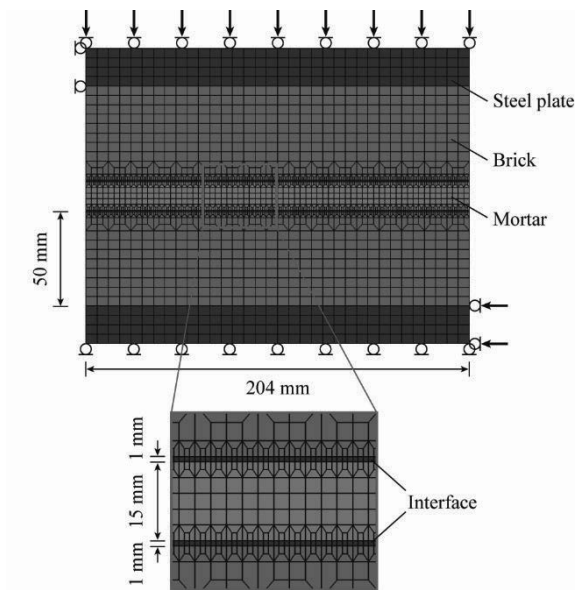 Steel plate
Brick
Mortar
50 mm
204 mm
1 mm
15 mm
1 mm
Interface